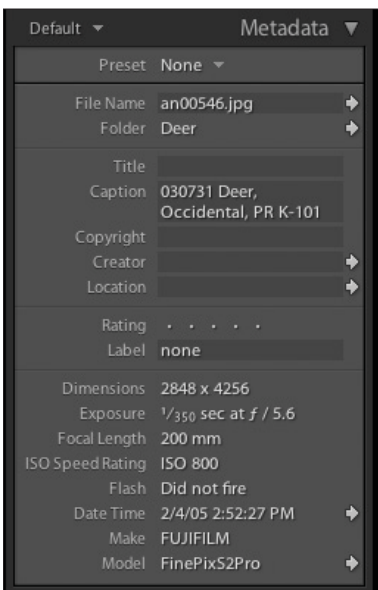 Default Metadata
Preset None
File Name an00546.jpg
Folder Deer
Title
Caption 030731 Deer,
Occidental, PR K-101
Copyright
Creator
Location
Rating
Label none
Dimensions 2848 x 4256
Exposure 1/350 sec at ƒ / 5.6
Focal Length 200 mm
ISO Speed Rating ISO 800
Flash Did not fire
Date Time 2/4/05 2:52:27 PM
Make FUJIFILM
Model FinePixS2Pro